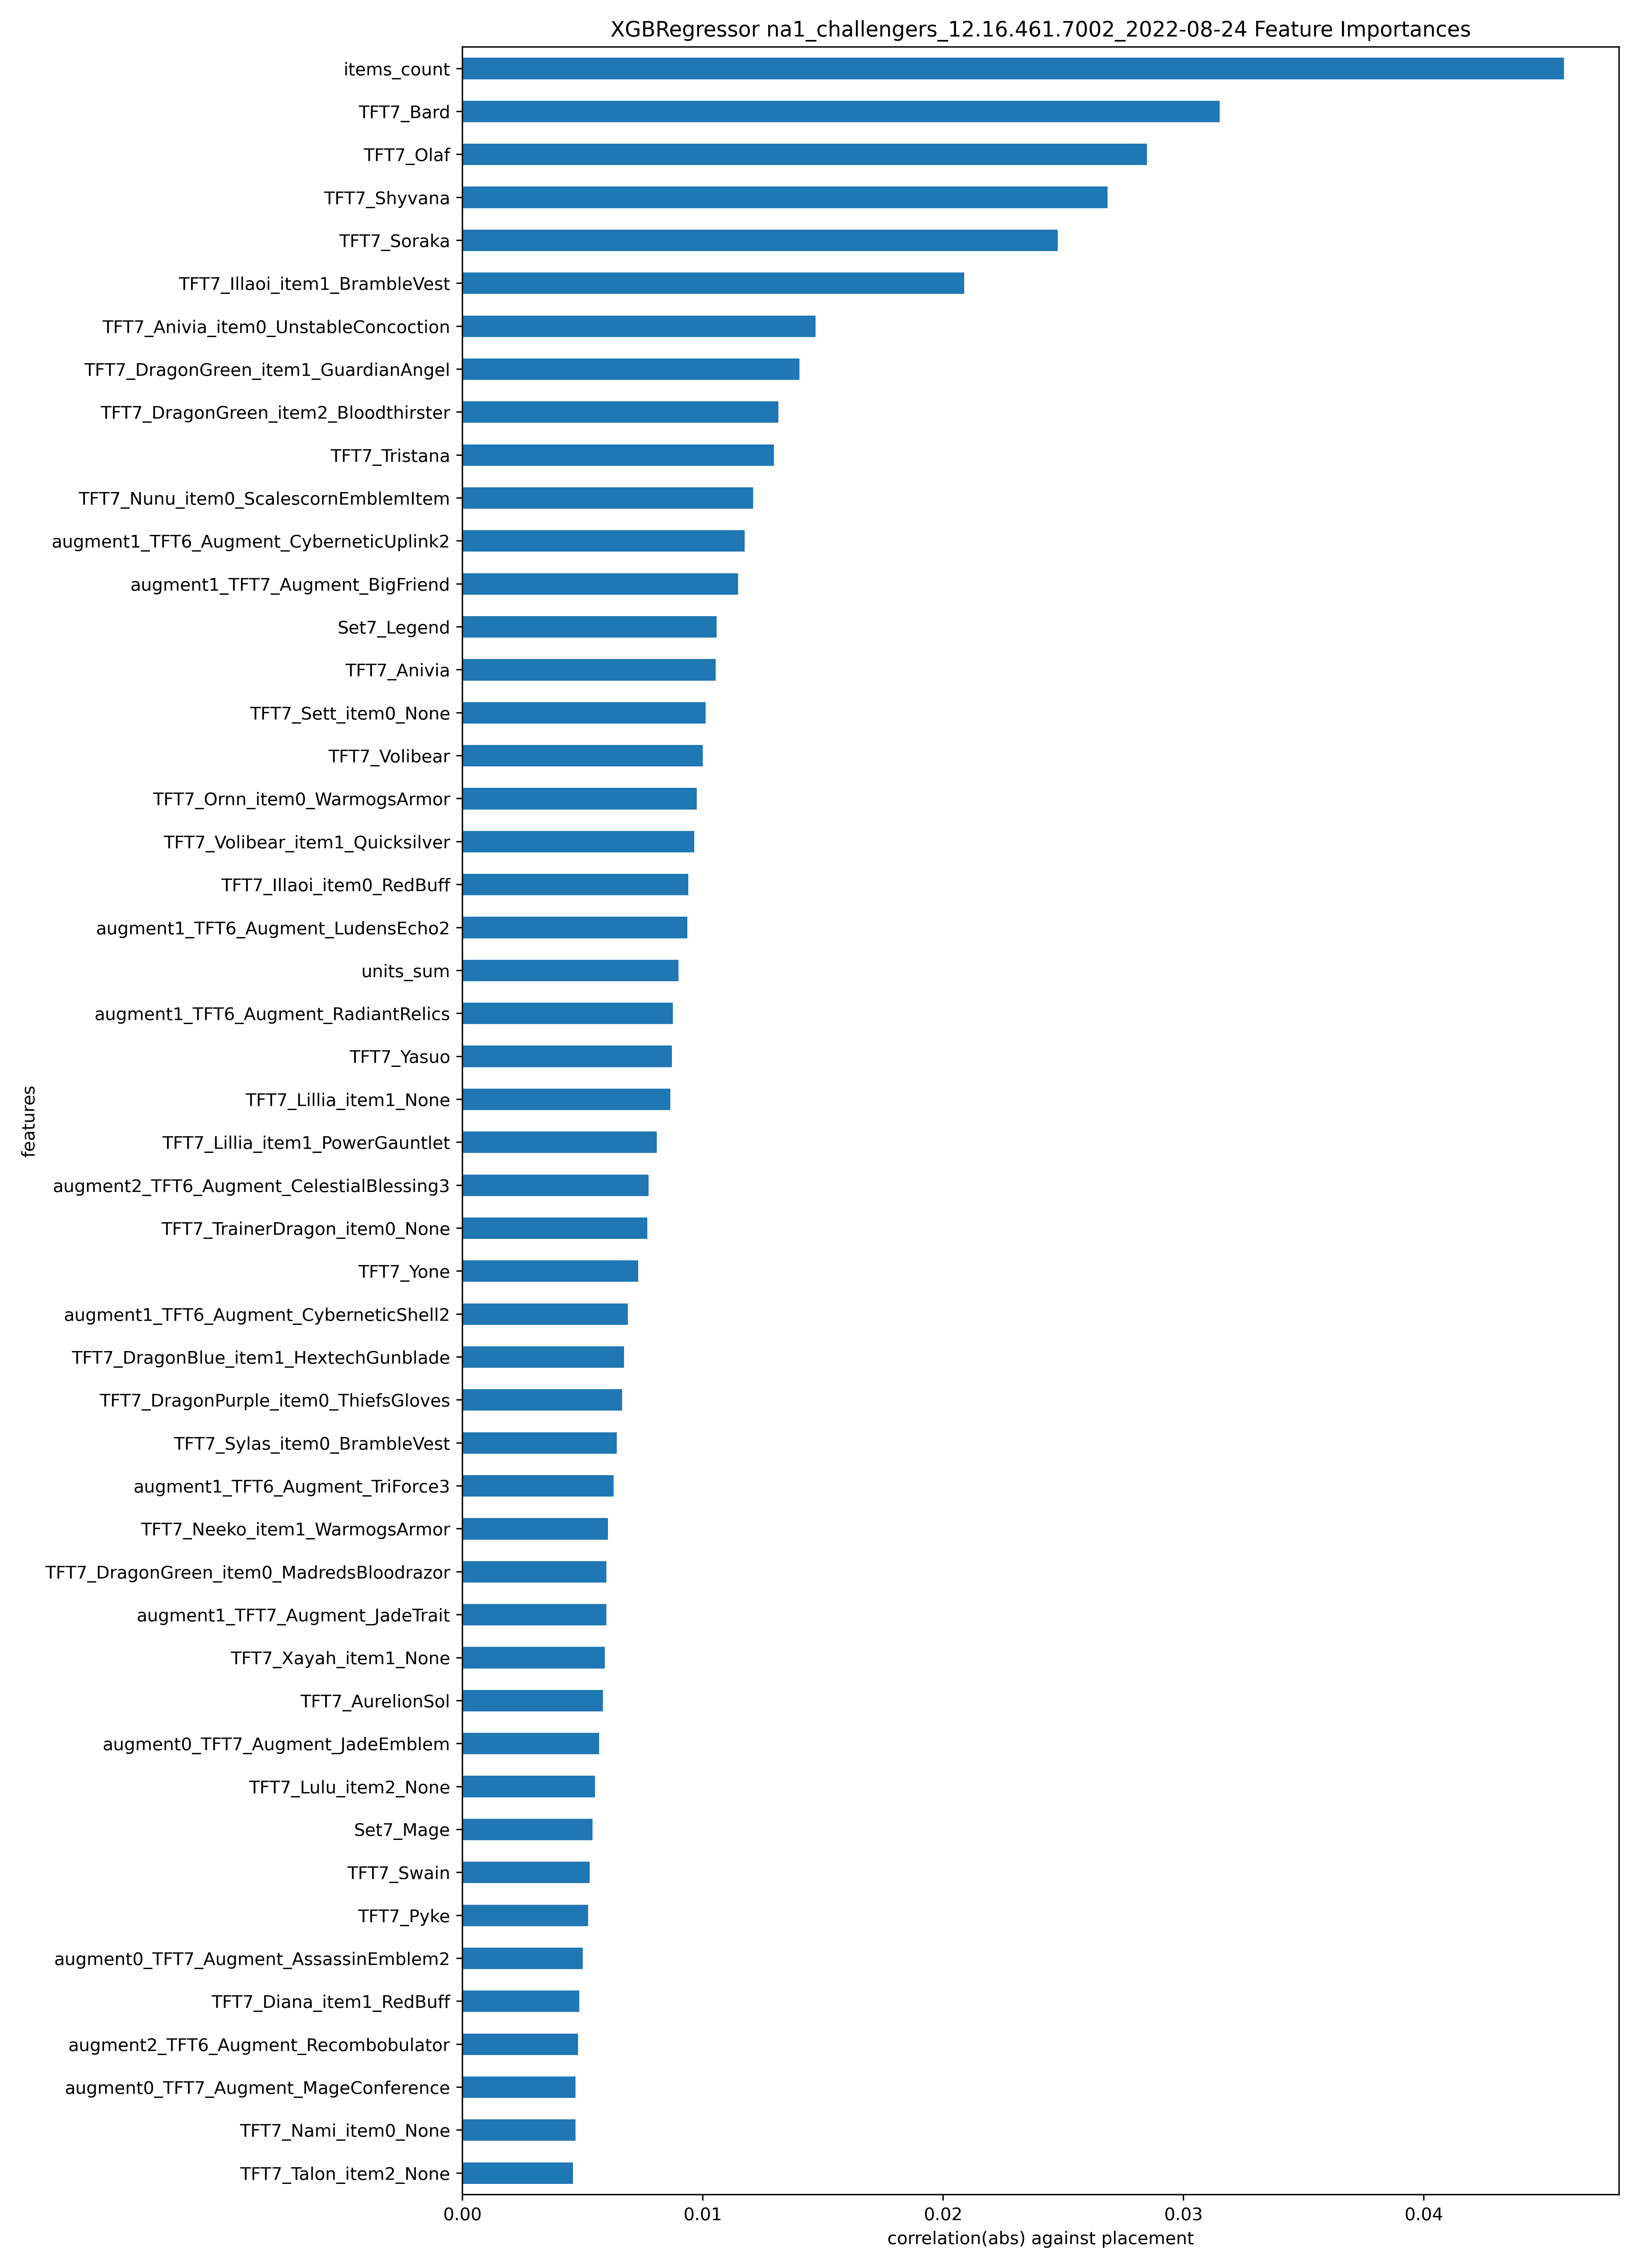 XGBRegressor na1_challengers_12.16.461.7002_2022-08-24 Feature Importances
items_count
TFT7_Bard
TFT7_Olaf
TFT7_Shyvana
TFT7_Soraka
TFT7_Illaoi_item1_BrambleVest
TFT7_Anivia_item0_UnstableConcoction
TFT7_DragonGreen_item1_GuardianAngel
TFT7_DragonGreen_item2_Bloodthirster
TFT7_Tristana
TFT7_Nunu_item0_ScalescornEmblemItem
augment1_TFT6_Augment_CyberneticUplink2
augment1_TFT7_Augment_BigFriend
Set7_Legend
TFT7_Anivia
TFT7_Sett_item0_None
TFT7_Volibear
TFT7_Ornn_item0_WarmogsArmor
TFT7_Volibear_item1_Quicksilver
TFT7_Illaoi_item0_RedBuff
augment1_TFT6_Augment_LudensEcho2
units_sum
augment1_TFT6_Augment_RadiantRelics
TFT7_Yasuo
TFT7_Lillia_item1_None
TFT7_Lillia_item1_PowerGauntlet
augment2_TFT6_Augment_CelestialBlessing3
TFT7_TrainerDragon_item0_None
TFT7_Yone
augment1_TFT6_Augment_CyberneticShell2
TFT7_DragonBlue_item1_HextechGunblade
TFT7_DragonPurple_item0_ThiefsGloves
TFT7_Sylas_item0_BrambleVest
augment1_TFT6_Augment_TriForce3
TFT7_Neeko_item1_WarmogsArmor
TFT7_DragonGreen_item0_MadredsBloodrazor
augment1_TFT7_Augment_JadeTrait
TFT7_Xayah_item1_None
TFT7_AurelionSol
augment0_TFT7_Augment_JadeEmblem
TFT7_Lulu_item2_None
Set7_Mage
TFT7_Swain
TFT7_Pyke
augment0_TFT7_Augment_AssassinEmblem2
TFT7_Diana_item1_RedBuff
augment2_TFT6_Augment_Recombobulator
augment0_TFT7_Augment_MageConference
TFT7_Nami_item0_None
TFT7_Talon_item2_None
features
0.00 0.01 0.02 0.03 0.04
correlation(abs) against placement